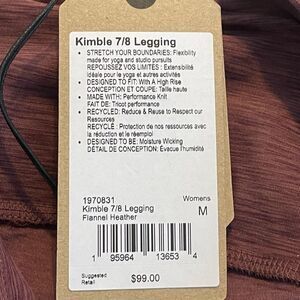 Kimble 7/8 Legging
• STRETCH YOUR BOUNDARIES: Flexibility
made for yoga and studio pursuits
REPOUSSEZ VOS LIMITES : Extensibilité
idéale pour le yoga et autres activités
• DESIGNED TO FIT: With A High Rise
CONCEPTION ET COUPE: Taille haute
• MADE WITH: Performance Knit
FAIT DE: Tricot performance
• RECYCLED: Reduce & Reuse to Respect our
Resources
RECYCLÉ : Protection de nos ressources avec
la réduction et le réemploi
• DESIGNED TO BE: Moisture Wicking
DÉTAIL DE CONCEPTION: Évacue l'humidité
1970831
Kimble 7/8 Legging
Flannel Heather
Womens
M
1 95964 13653 4
Suggested
Retail
$99.00